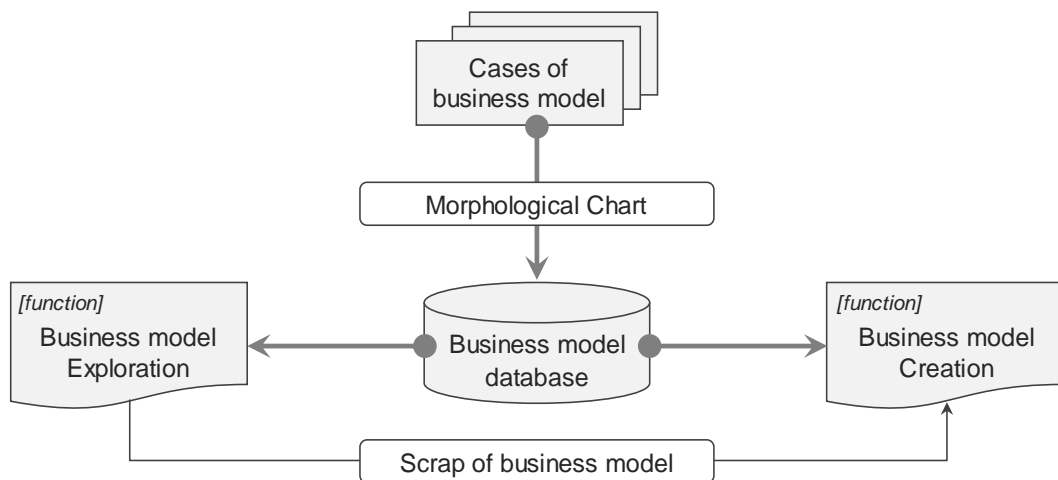 Cases of
business model
Morphological Chart
[function]
Business model
Exploration
Business model
database
[function]
Business model
Creation
Scrap of business model